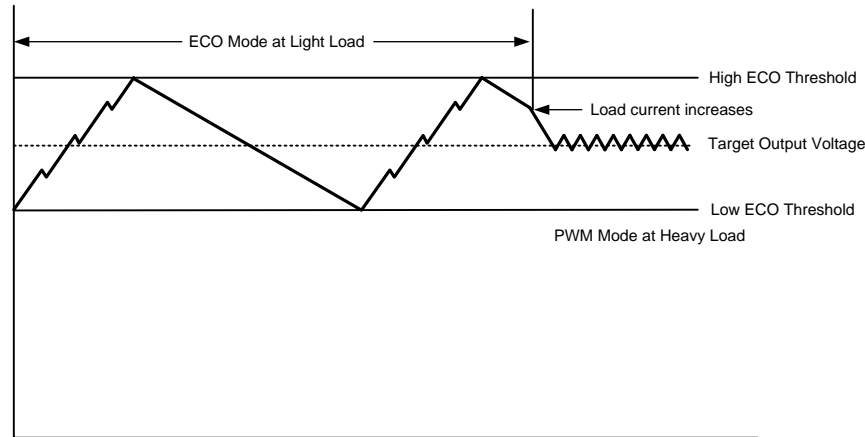 ECO Mode at Light Load
High ECO Threshold
Load current increases
Target Output Voltage
Low ECO Threshold
PWM Mode at Heavy Load